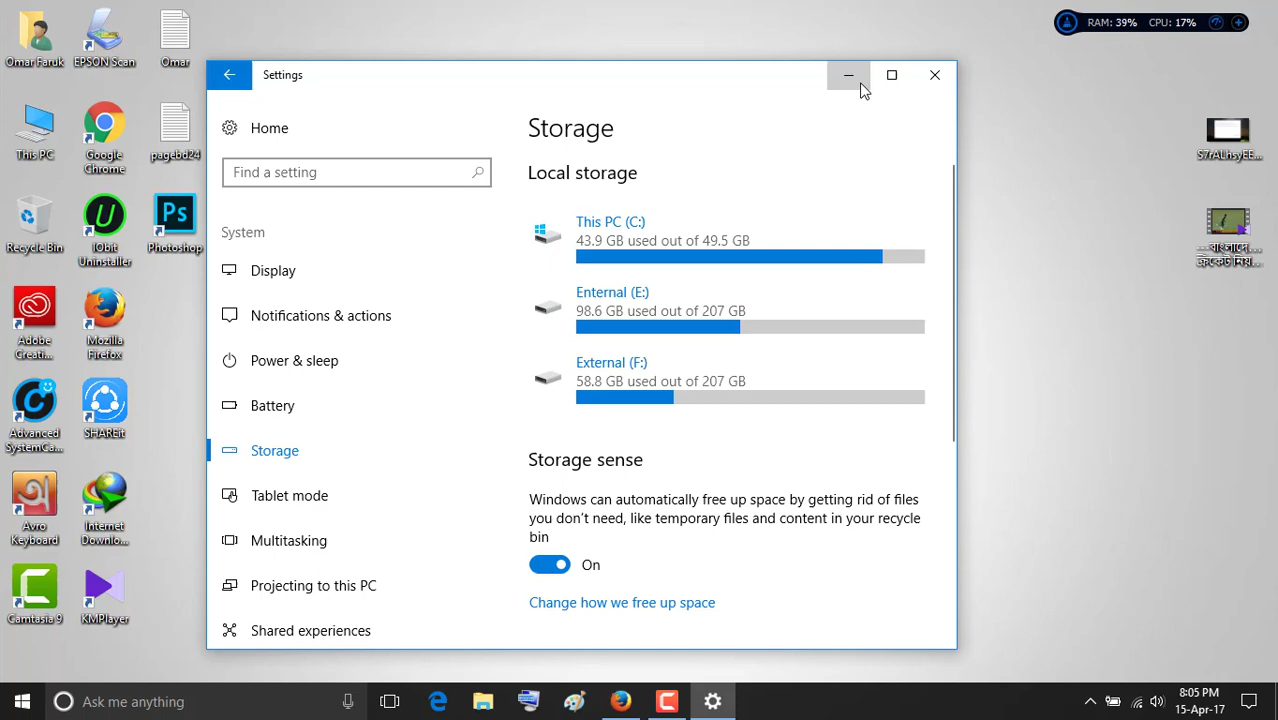 RAM: 39% CPU: 17%
Omar Faruk
EPSON Scan
Omar
This PC
Google
Chrome
pagebd24
Recycle Bin
IObit
Uninstaller
Ps
Photoshop
Adobe
Creati...
Mozilla
Firefox
Advanced
SystemCa...
SHAREit
অ
Avro
Keyboard
Internet
Downlo...
Camtasia 9
KMPlayer
S7rALhsyEE...
Settings
Home
Find a setting
System
Display
Notifications & actions
Power & sleep
Battery
Storage
Tablet mode
Multitasking
Projecting to this PC
Shared experiences
Storage
Local storage
This PC (C:)
43.9 GB used out of 49.5 GB
Enternal (E:)
98.6 GB used out of 207 GB
External (F:)
58.8 GB used out of 207 GB
Storage sense
Windows can automatically free up space by getting rid of files
you don't need, like temporary files and content in your recycle
bin
On
Change how we free up space
Ask me anything
8:05 PM
15-Apr-17